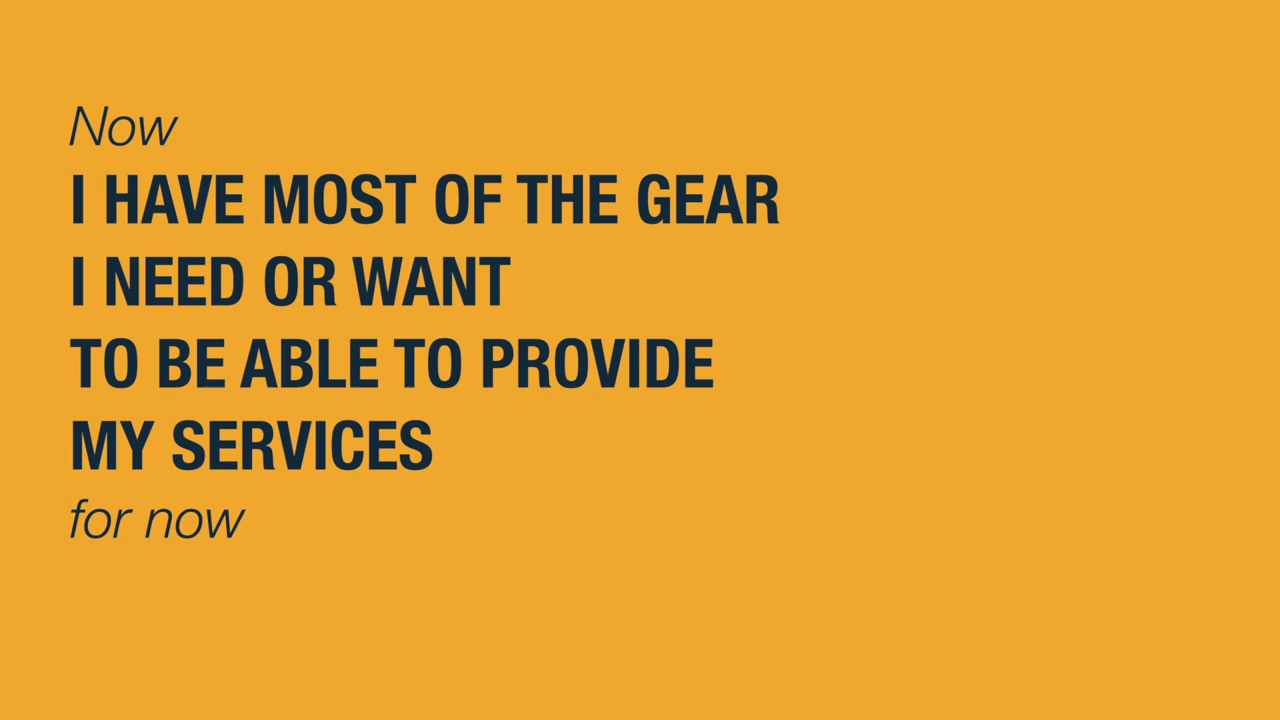 Now
I HAVE MOST OF THE GEAR
I NEED OR WANT
TO BE ABLE TO PROVIDE
MY SERVICES
for now